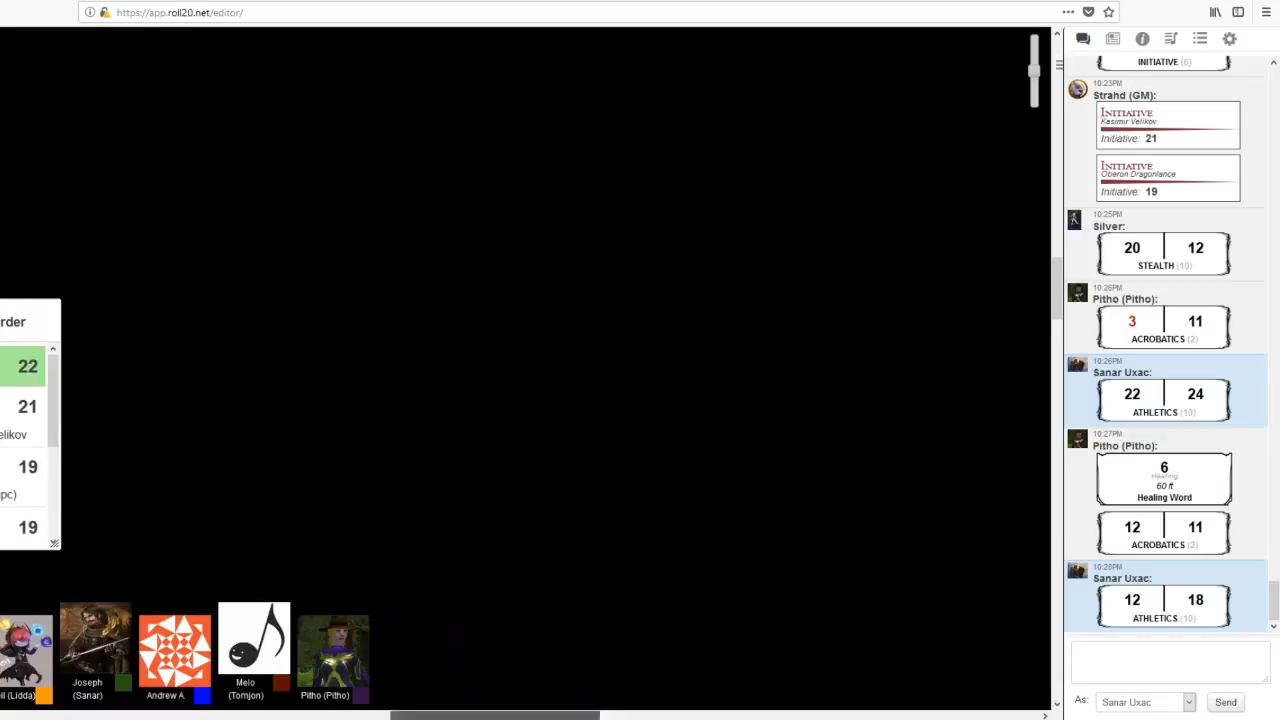 https://app.roll20.net/editor/
INITIATIVE (6)
10:23PM
Strahd (GM):
INITIATIVE
Kasimir Velikov
Initiative: 21
INITIATIVE
Oberon Dragonlance
Initiative: 19
10:25PM
Silver:
20 12
STEALTH (10)
10:26PM
Pitho (Pitho):
3 11
ACROBATICS (2)
10:26PM
Sanar Uxac:
22 24
ATHLETICS (10)
10:27PM
Pitho (Pitho):
6
Healing
60 ft
Healing Word
12 11
ACROBATICS (2)
10:28PM
Sanar Uxac:
12 18
ATHLETICS (10)
As: Sanar Uxac Send
rder
22
21
elikov
19
npc)
19
eil (Lidda)
Joseph
(Sanar)
Andrew A.
Melo
(Tomjon)
Pitho (Pitho)